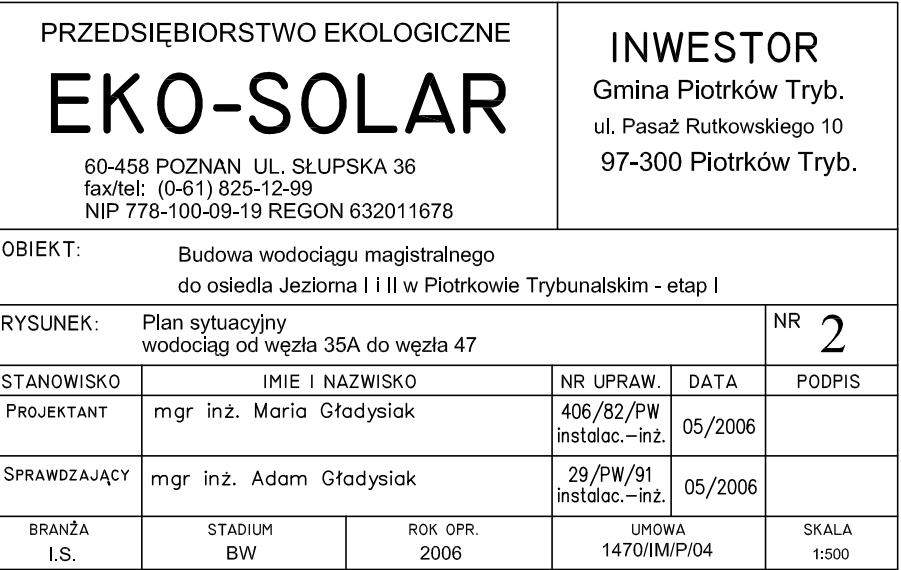 PRZEDSIĘBIORSTWO EKOLOGICZNE
EKO-SOLAR
60-458 POZNAN UL. SŁUPSKA 36
fax/tel: (0-61) 825-12-99
NIP 778-100-09-19 REGON 632011678
INWESTOR
Gmina Piotrków Tryb.
ul. Pasaż Rutkowskiego 10
97-300 Piotrków Tryb.
OBIEKT: Budowa wodociągu magistralnego
do osiedla Jeziorna I i II w Piotrkowie Trybunalskim - etap I
RYSUNEK: Plan sytuacyjny
wodociąg od węzła 35A do węzła 47
NR 2
STANOWISKO IMIE I NAZWISKO NR UPRAW. DATA PODPIS
PROJEKTANT mgr inż. Maria Gładysiak 406/82/PW instalac.-inż. 05/2006
SPRAWDZAJĄCY mgr inż. Adam Gładysiak 29/PW/91 instalac.-inż. 05/2006
BRANŻA STADIUM ROK OPR. UMOWA SKALA
I.S. BW 2006 1470/IM/P/04 1:500